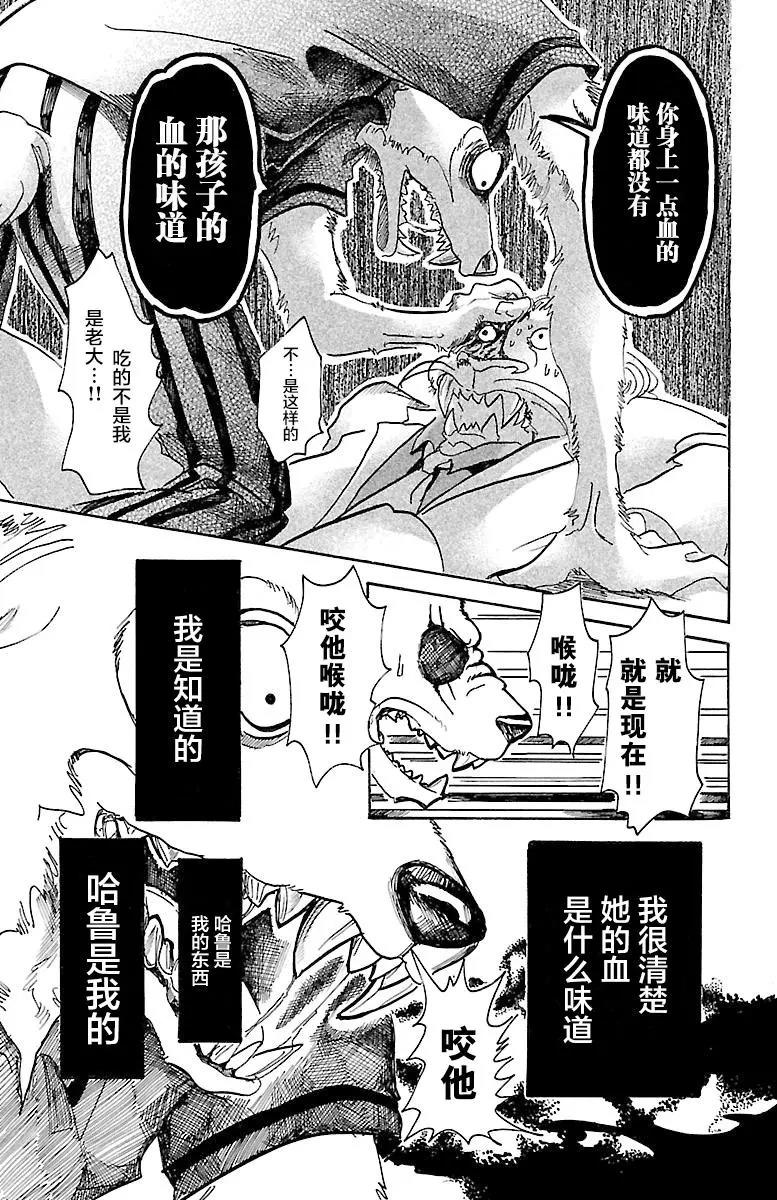 你身上一点血的
味道都没有
那孩子的
血的味道
不…是这样的
吃的不是我
是老大…!!
就
就是现在!!
喉咙!!
咬他喉咙!!
我是知道的
我很清楚
她的血
是什么味道
咬他
哈鲁是
我的东西
哈鲁是我的